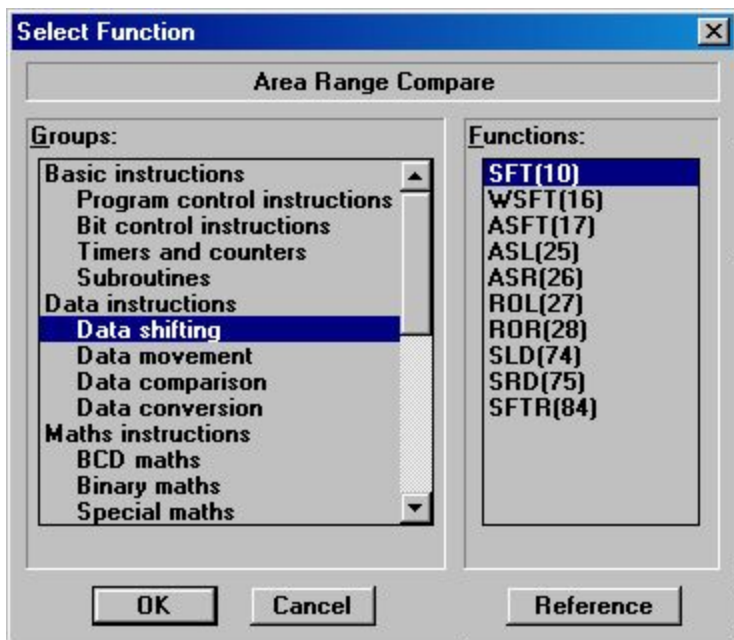 Select Function
Area Range Compare
Groups:
Basic instructions
Program control instructions
Bit control instructions
Timers and counters
Subroutines
Data instructions
Data shifting
Data movement
Data comparison
Data conversion
Maths instructions
BCD maths
Binary maths
Special maths
Functions:
SFT(10)
WSFT(16)
ASFT(17)
ASL(25)
ASR(26)
ROL(27)
ROR(28)
SLD(74)
SRD(75)
SFTR(84)
OK
Cancel
Reference